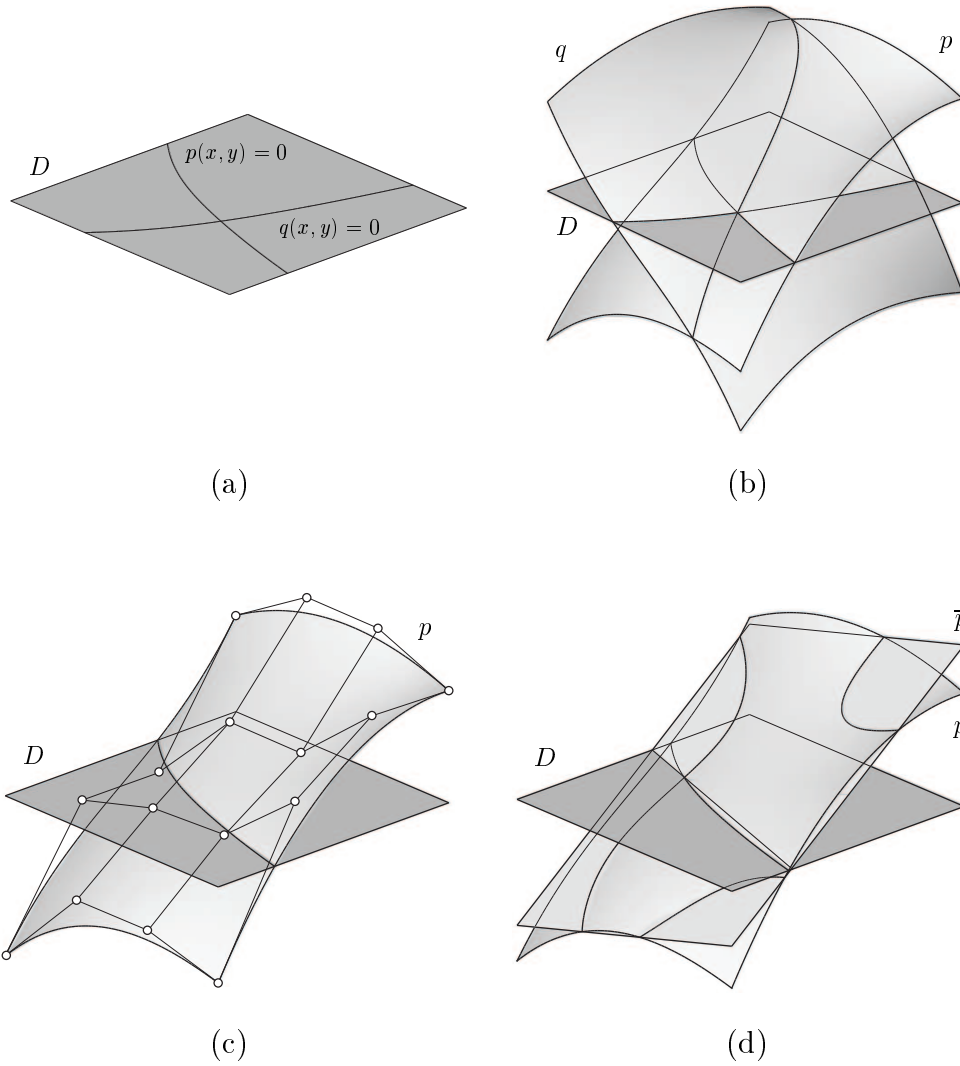 D
p(x, y) = 0
q(x, y) = 0
(a)
q
p
D
(b)
p
D
(c)
D
p
(d)